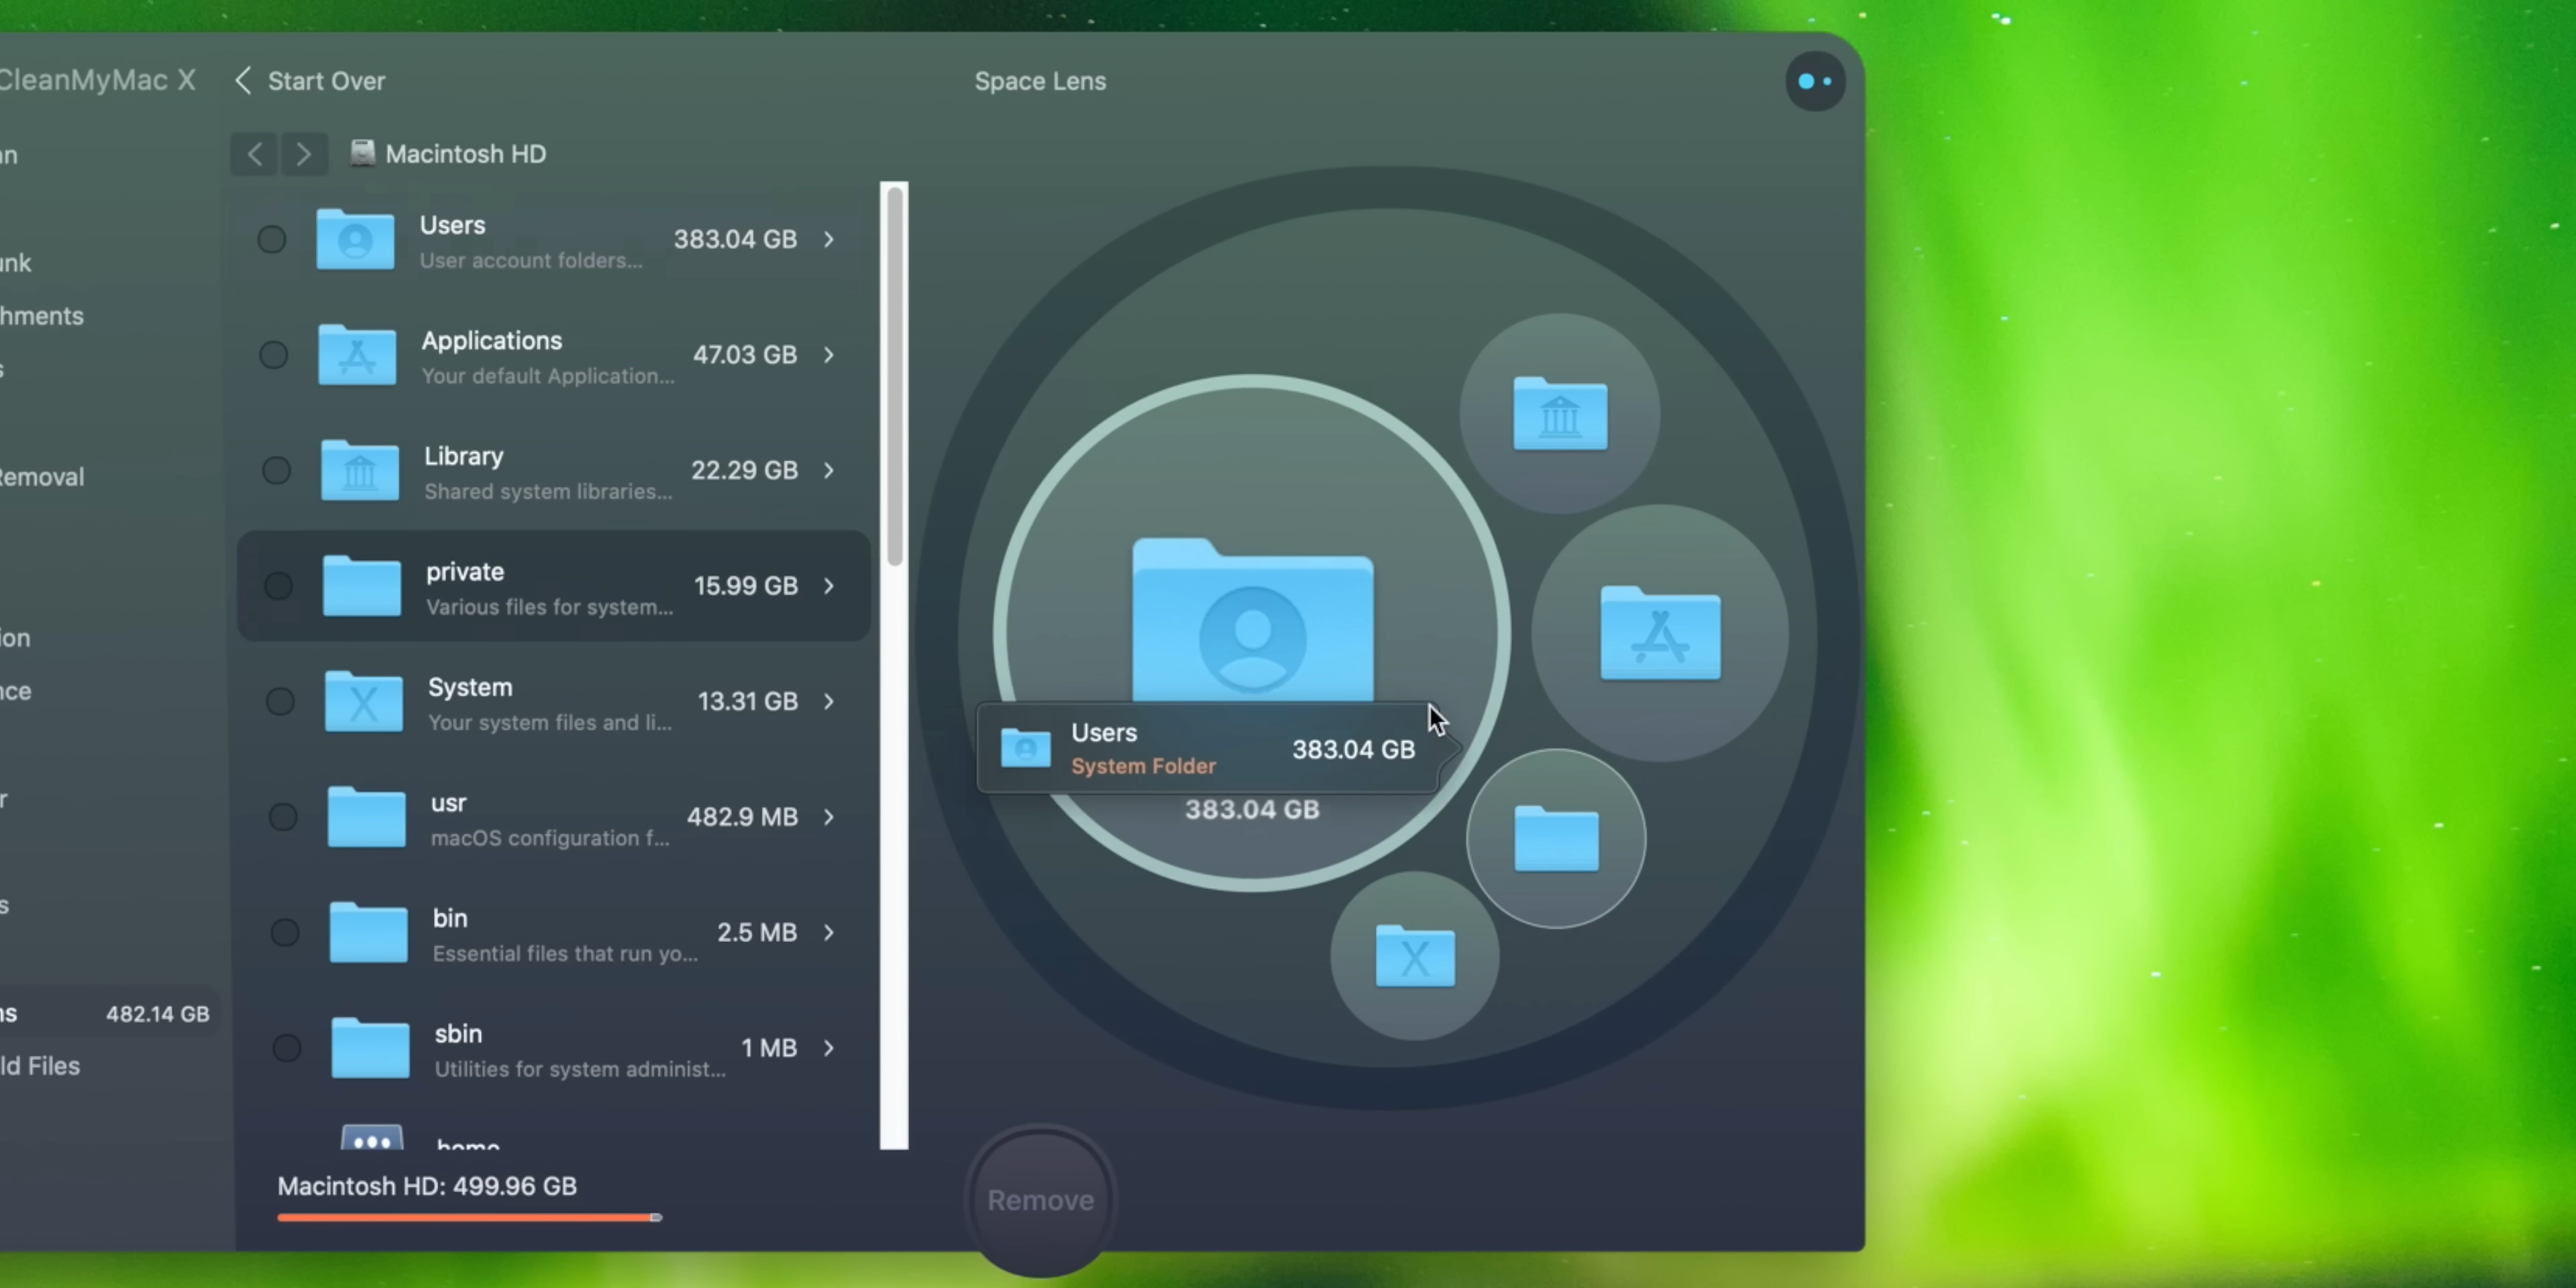 CleanMyMac X
Start Over
Space Lens
Macintosh HD
Users
User account folders...
383.04 GB
Applications
Your default Application...
47.03 GB
Library
Shared system libraries...
22.29 GB
private
Various files for system...
15.99 GB
System
Your system files and li...
13.31 GB
usr
macOS configuration f...
482.9 MB
bin
Essential files that run yo...
2.5 MB
sbin
Utilities for system administ...
1 MB
home
Macintosh HD: 499.96 GB
an
unk
hments
s
Removal
ion
nce
r
s
ns
482.14 GB
ld Files
Users
System Folder
383.04 GB
383.04 GB
Remove